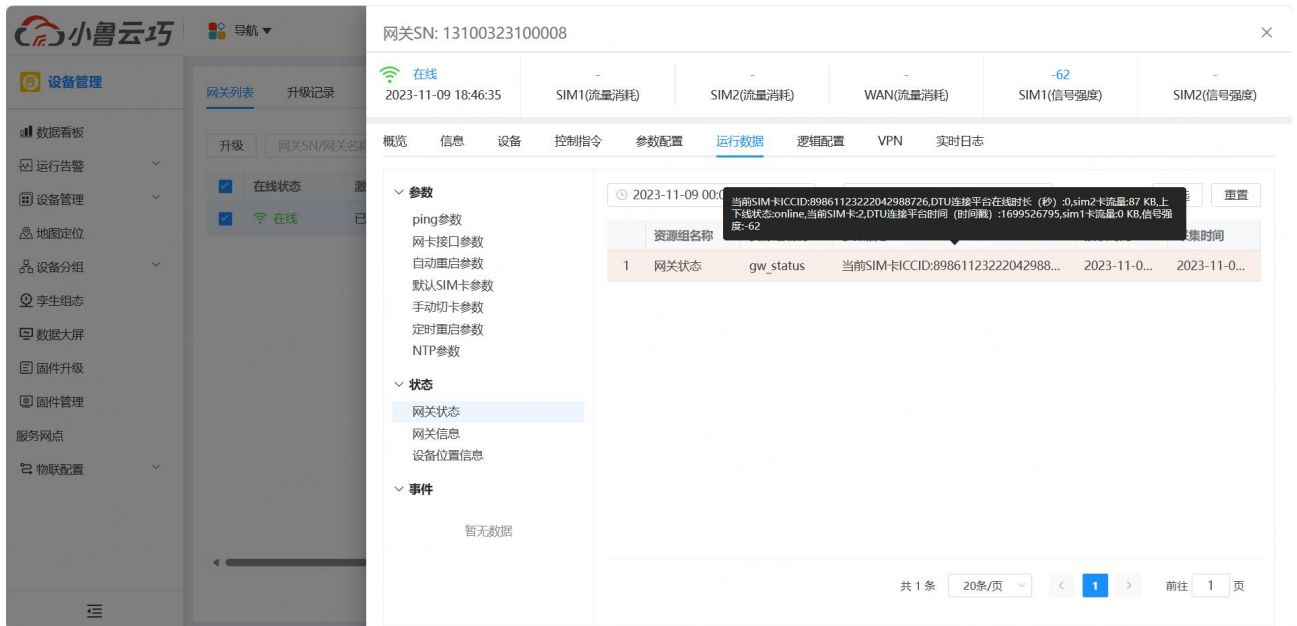 小鲁云巧
导航
设备管理
数据看板
运行告警
设备管理
地图定位
设备分组
孪生组态
数据大屏
固件升级
固件管理
服务网点
物联配置
网关列表 升级记录
升级 网关SN/网关名称
在线状态 激
在线 已
网关SN: 13100323100008
在线 - - - -62 -
2023-11-09 18:46:35 SIM1(流量消耗) SIM2(流量消耗) WAN(流量消耗) SIM1(信号强度) SIM2(信号强度)
概览 信息 设备 控制指令 参数配置 运行数据 逻辑配置 VPN 实时日志
参数
ping参数
网卡接口参数
自动重启参数
默认SIM卡参数
手动切卡参数
定时重启参数
NTP参数
状态
网关状态
网关信息
设备位置信息
事件
暂无数据
2023-11-09 00:0 重置
当前SIM卡ICCID:89861123222042988726,DTU连接平台在线时长（秒）:0,sim2卡流量:87 KB,上
下线状态:online,当前SIM卡:2,DTU连接平台时间（时间戳）:1699526795,sim1卡流量:0 KB,信号强
度:-62
资源组名称 采集时间
1 网关状态 gw_status 当前SIM卡ICCID:89861123222042988... 2023-11-0... 2023-11-0...
共 1 条 20条/页 < 1 > 前往 1 页